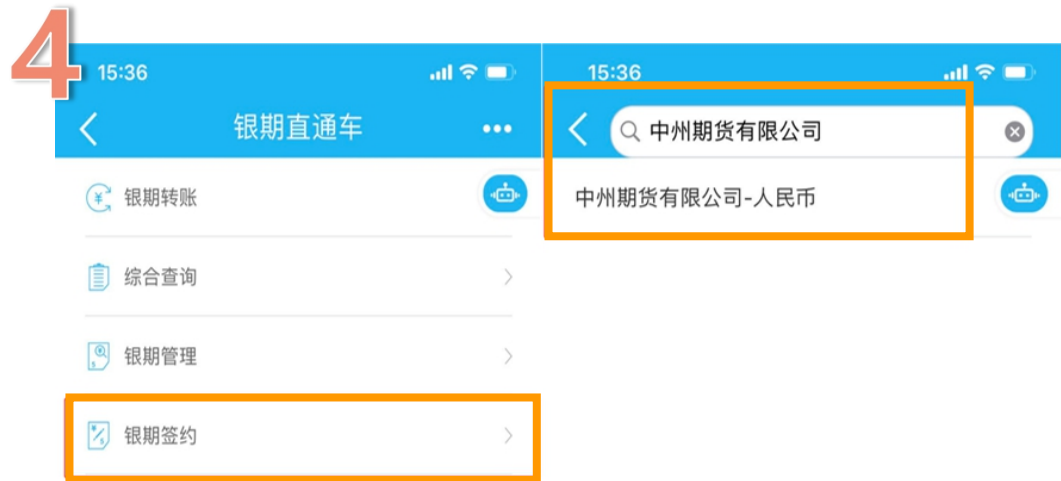 4
15:36
银期直通车
银期转账
综合查询
银期管理
银期签约
15:36
中州期货有限公司
中州期货有限公司-人民币